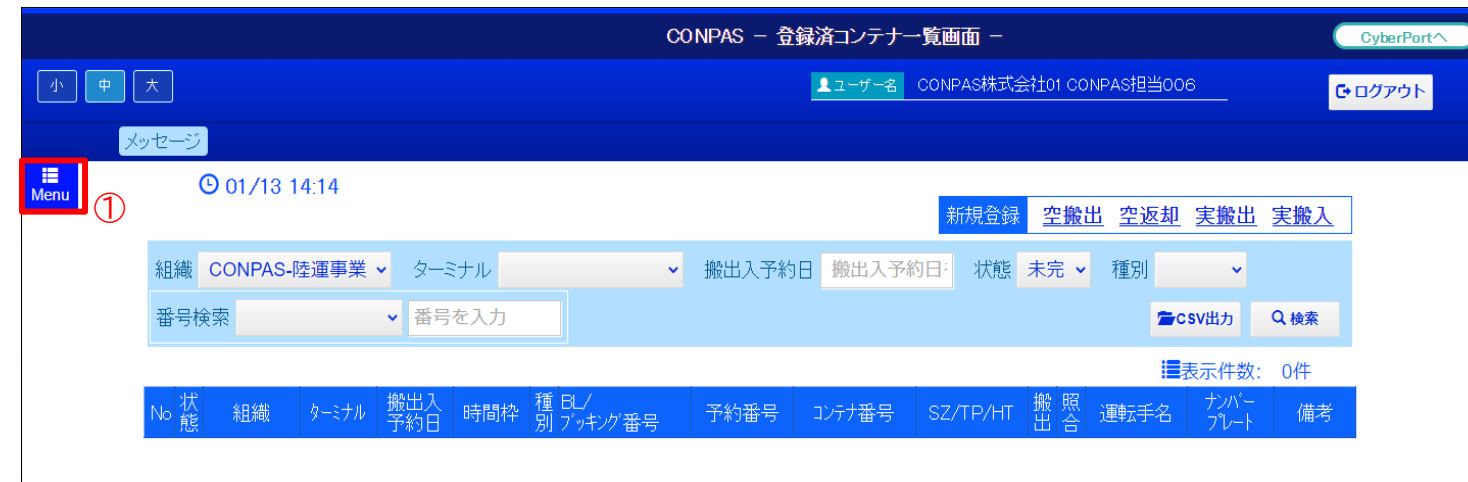 CONPAS － 登録済コンテナ一覧画面 －
CyberPortへ
小 中 大
ユーザー名 CONPAS株式会社01 CONPAS担当006
ログアウト
メッセージ
Menu
①
01/13 14:14
新規登録 空搬出 空返却 実搬出 実搬入
組織 CONPAS-陸運事業 ターミナル 搬出入予約日 搬出入予約日 状態 未完 種別
番号検索 番号を入力 CSV出力 検索
表示件数: 0件
No 状態 組織 ターミナル 搬出入予約日 時間枠 種別 BL/ブッキング番号 予約番号 コンテナ番号 SZ/TP/HT 搬出 照合 運転手名 ナンバープレート 備考